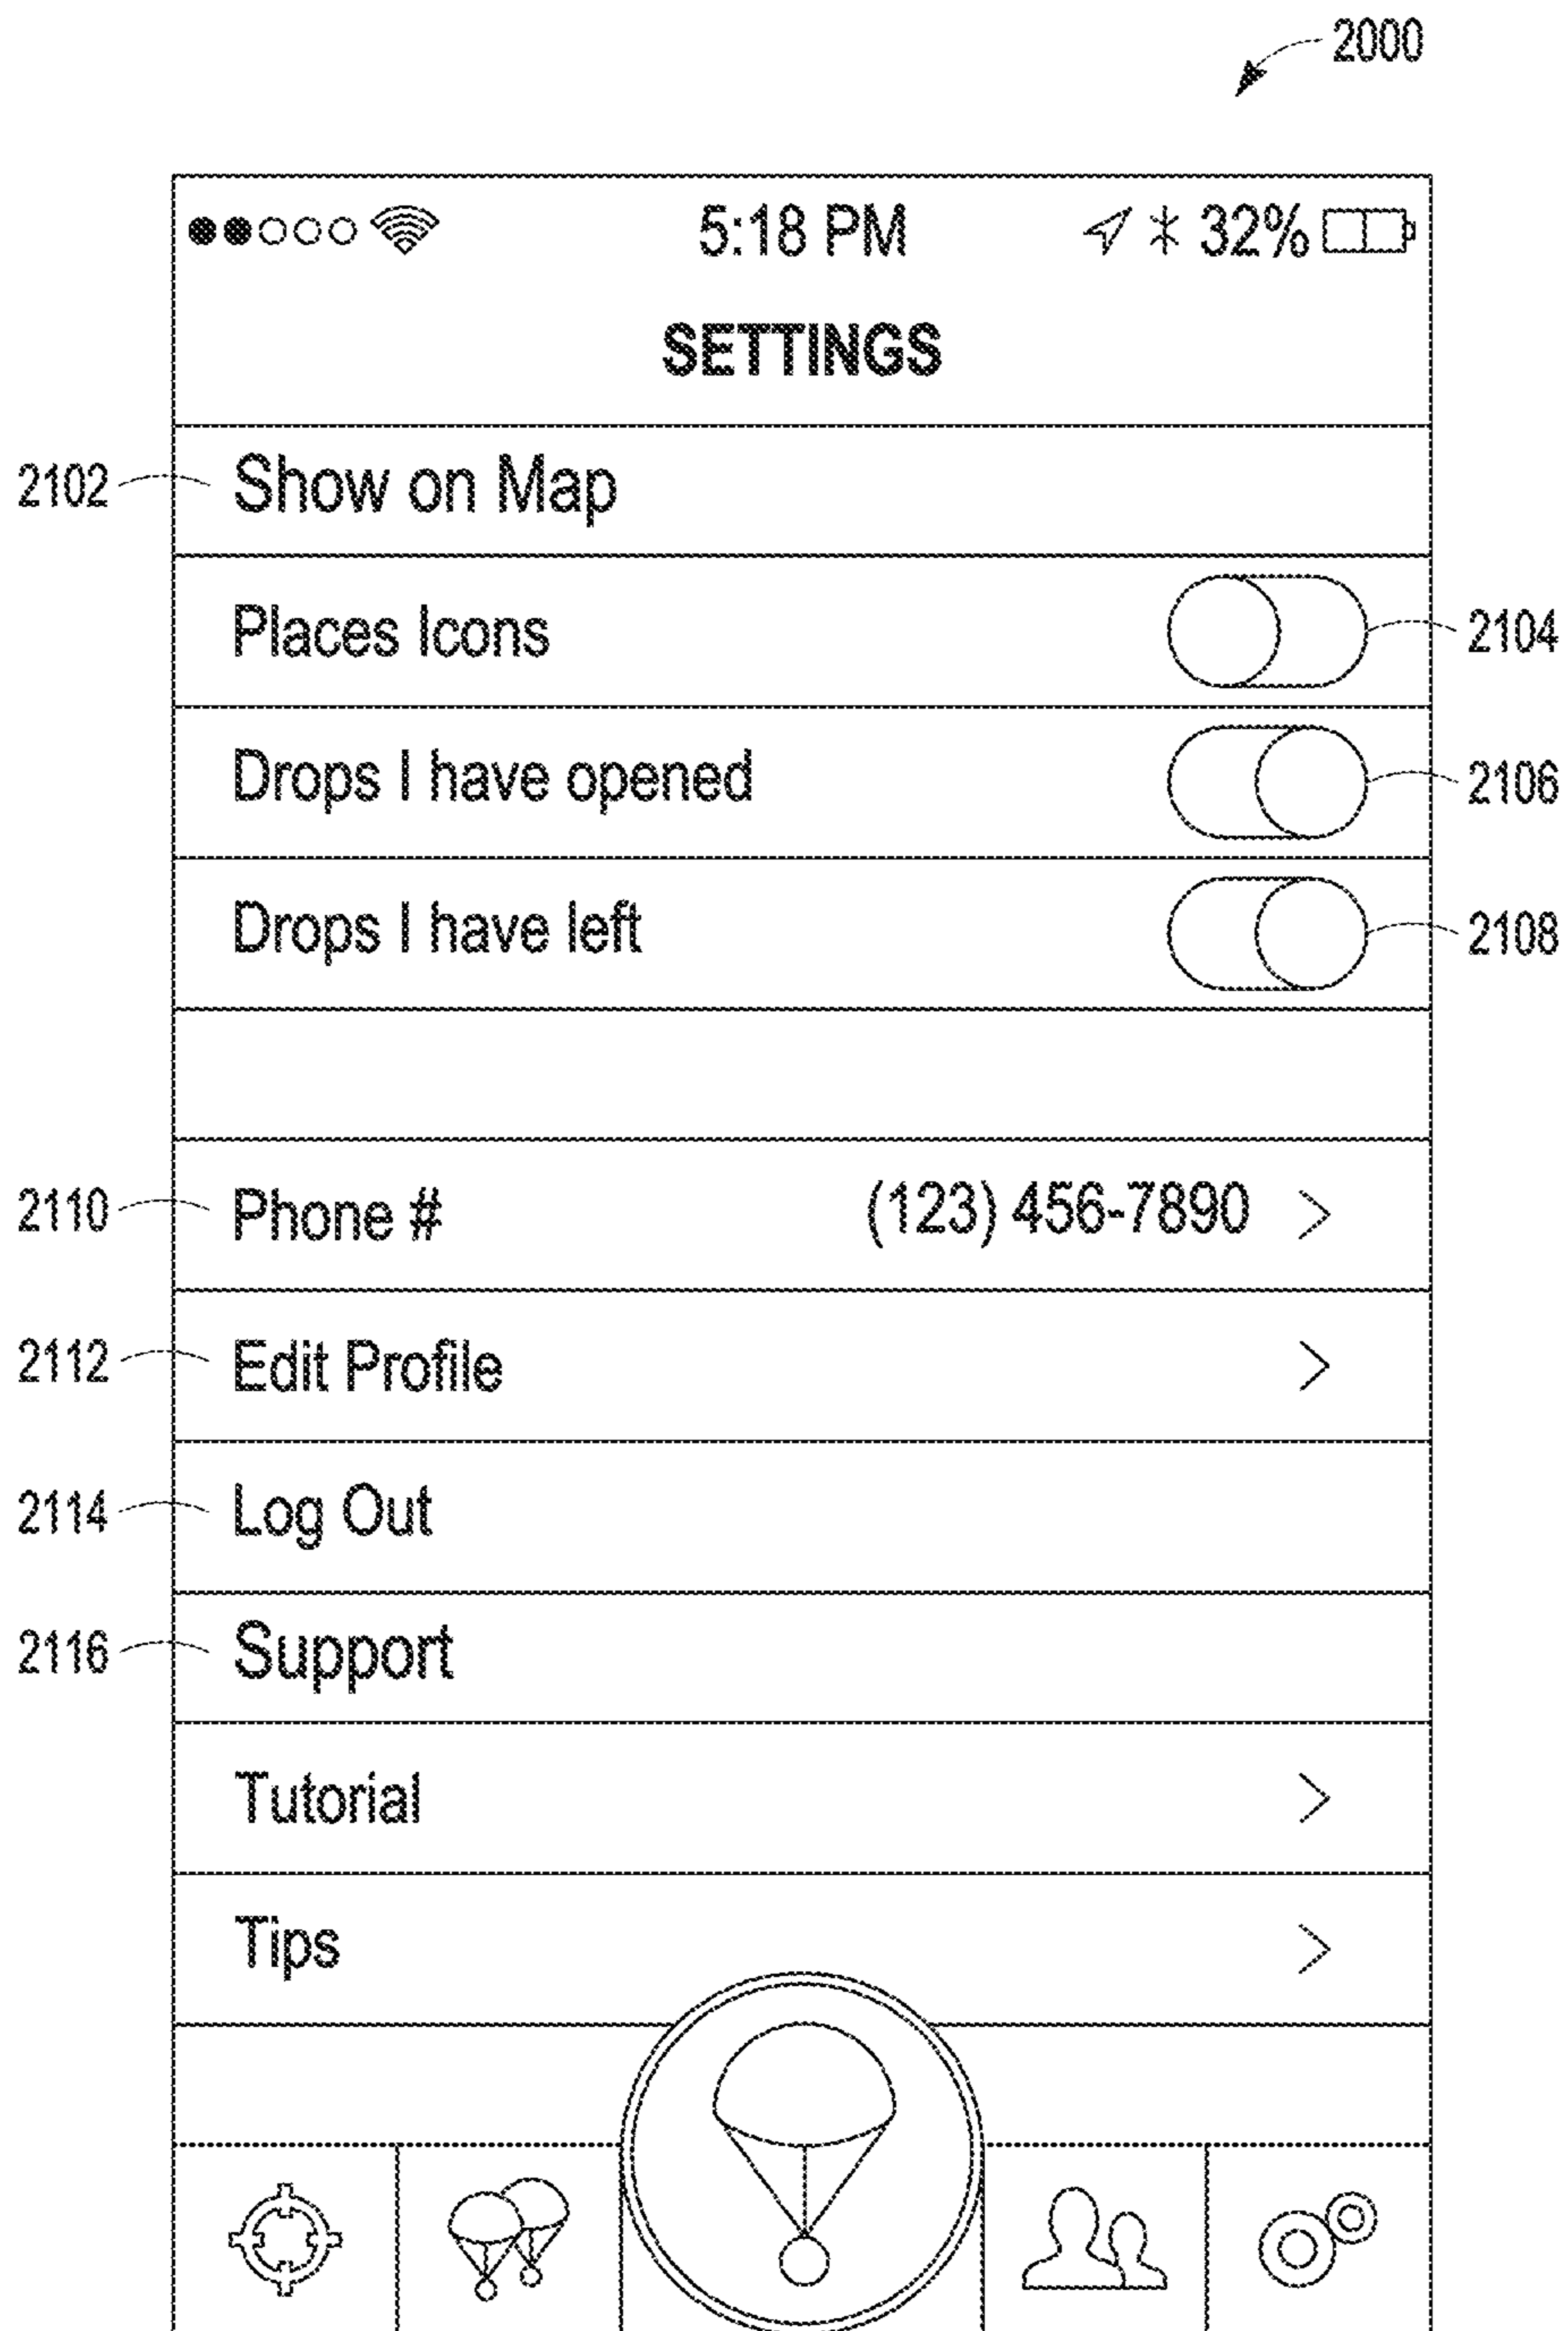 2000
5:18 PM 32%
SETTINGS
2102 Show on Map
Places Icons 2104
Drops I have opened 2106
Drops I have left 2108
2110 Phone # (123) 456-7890 >
2112 Edit Profile >
2114 Log Out
2116 Support
Tutorial >
Tips >